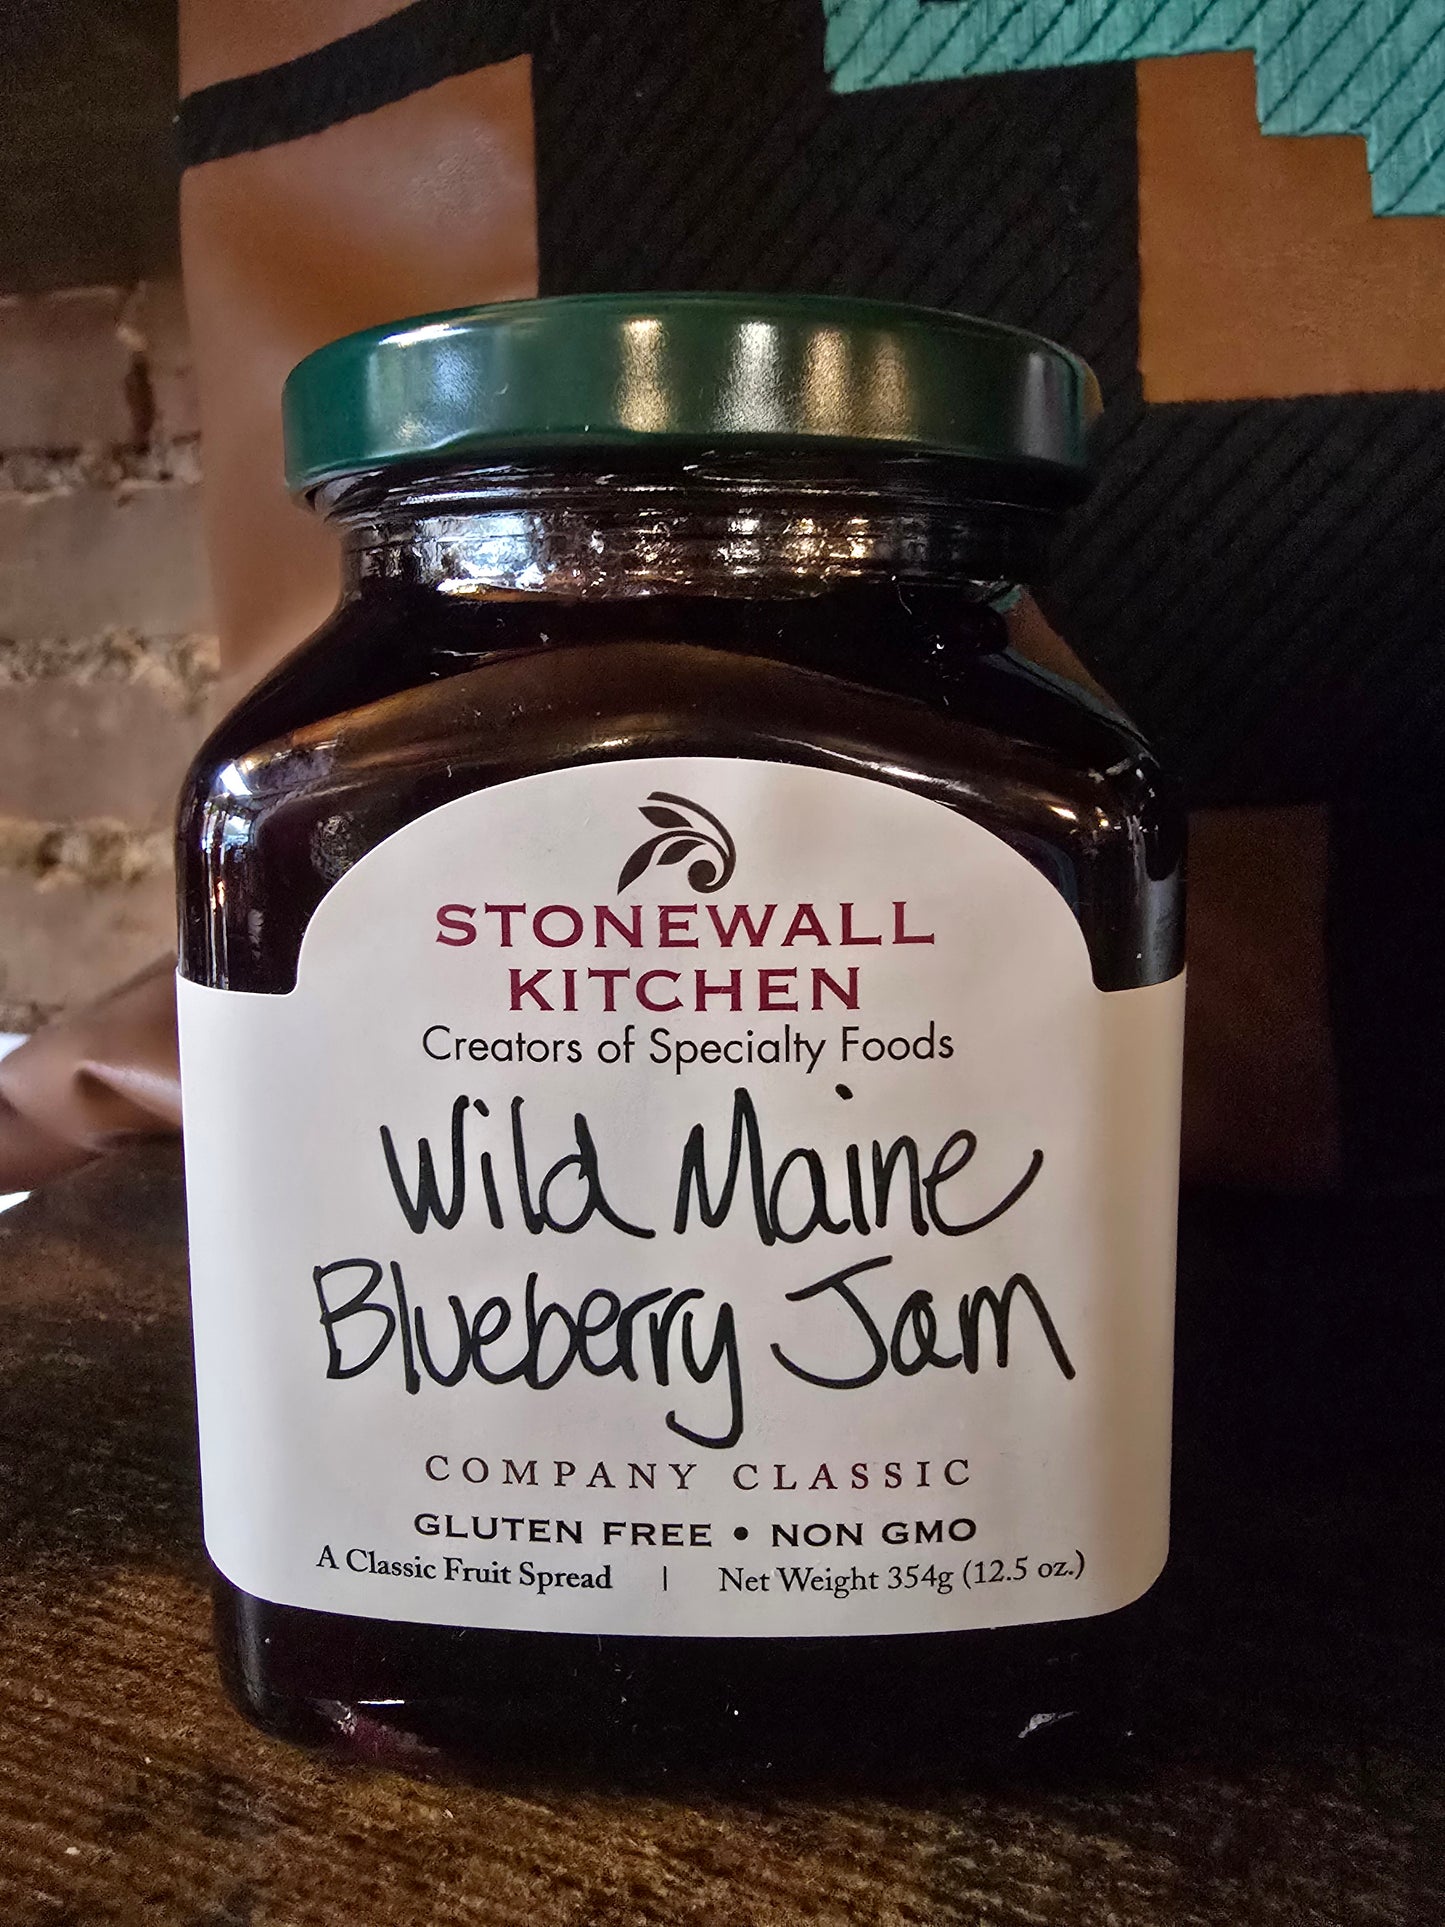 STONEWALL
KITCHEN
Creators of Specialty Foods
Wild Maine
Blueberry Jam
COMPANY CLASSIC
GLUTEN FREE • NON GMO
A Classic Fruit Spread | Net Weight 354g (12.5 oz.)